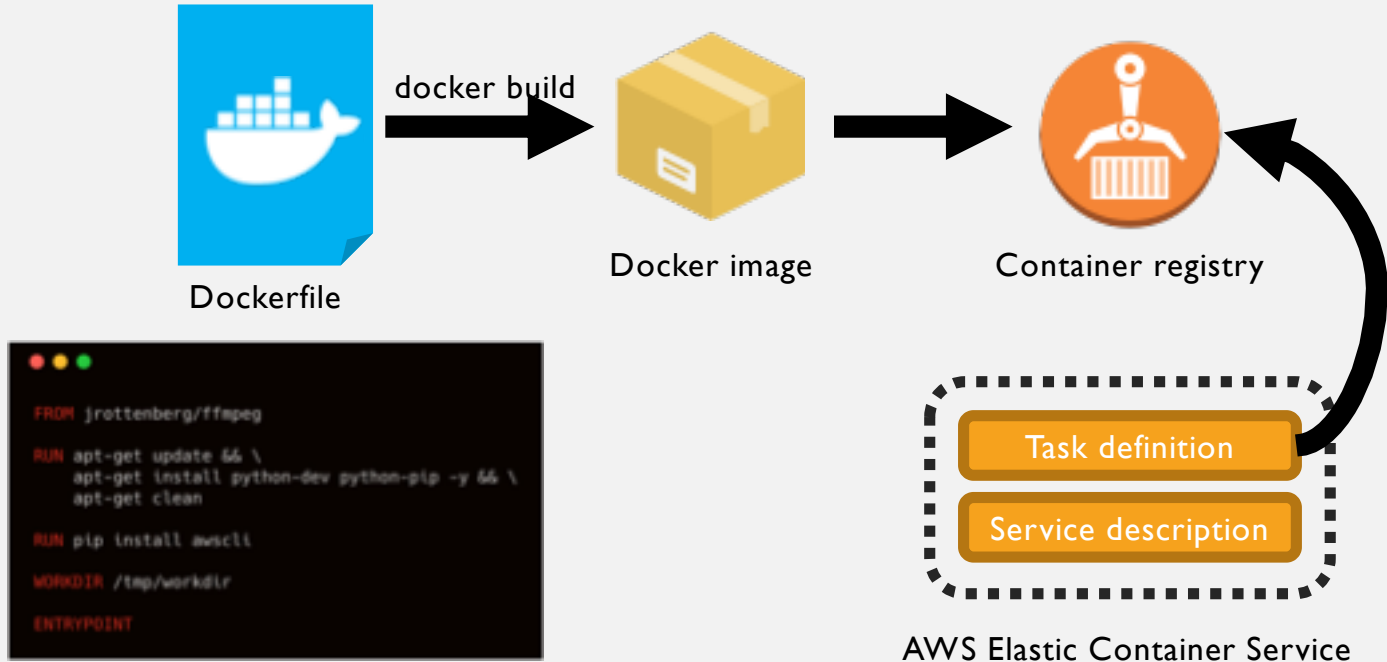 docker build
Dockerfile
Docker image
Container registry
FROM jrottenberg/ffmpeg
RUN apt-get update && \
apt-get install python-dev python-pip -y && \
apt-get clean
RUN pip install awscli
WORKDIR /tmp/workdir
ENTRYPOINT
Task definition
Service description
AWS Elastic Container Service